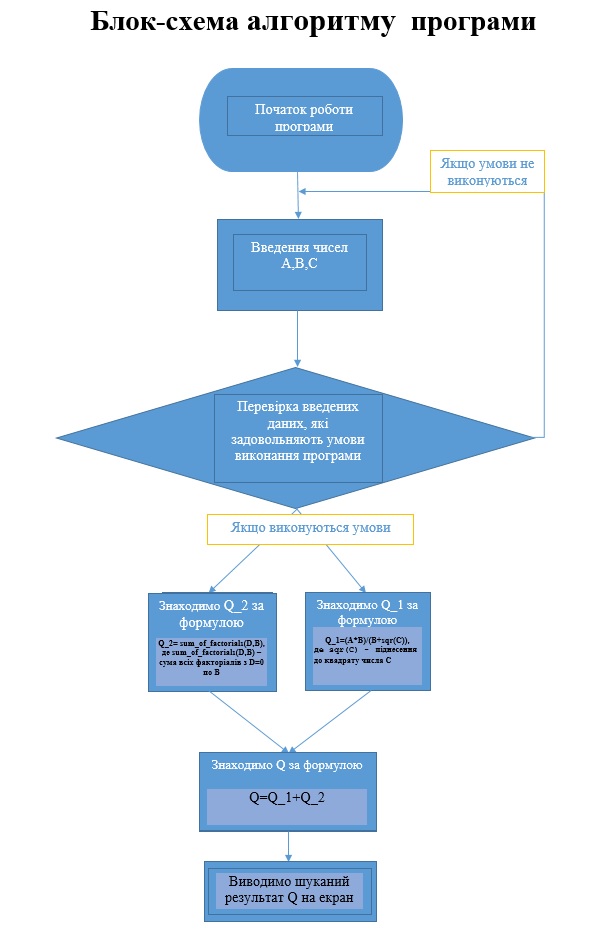 Блок-схема алгоритму програми
Початок роботи
програми
Якщо умови не
виконуються
Введення чисел
A,B,C
Перевірка введених
даних, які
задовольняють умови
виконання програми
Якщо виконуються умови
Знаходимо Q_2 за
формулою
Q_2= sum_of_factorials(D,B),
де sum_of_factorials(D,B) –
сума всіх факторіалів з D=0
по B
Знаходимо Q_1 за
формулою
Q_1=(A*B)/(B+sqr(C)),
де sqr (C) – піднесення
до квадрату числа C
Знаходимо Q за формулою
Q=Q_1+Q_2
Виводимо шуканий
результат Q на екран